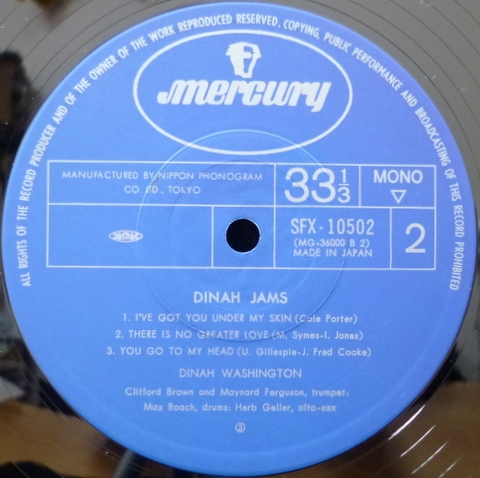 ALL RIGHTS OF THE RECORD PRODUCER AND OF THE OWNER OF THE WORK REPRODUCED RESERVED. COPYING, PUBLIC PERFORMANCE AND BROADCASTING OF THIS RECORD PROHIBITED
mercury
MANUFACTURED BY NIPPON PHONOGRAM
CO. LTD., TOKYO
33 1/3
MONO
▽
SFX-10502
(MG-36000 B 2)
MADE IN JAPAN
2
DINAH JAMS
1. I'VE GOT YOU UNDER MY SKIN (Cole Porter)
2. THERE IS NO GREATER LOVE (M. Symes-I. Jones)
3. YOU GO TO MY HEAD (U. Gillespie-J. Fred Cooke)
DINAH WASHINGTON
Clifford Brown and Maynard Ferguson, trumpet:
Max Roach, drums: Herb Geller, alto-sax
③